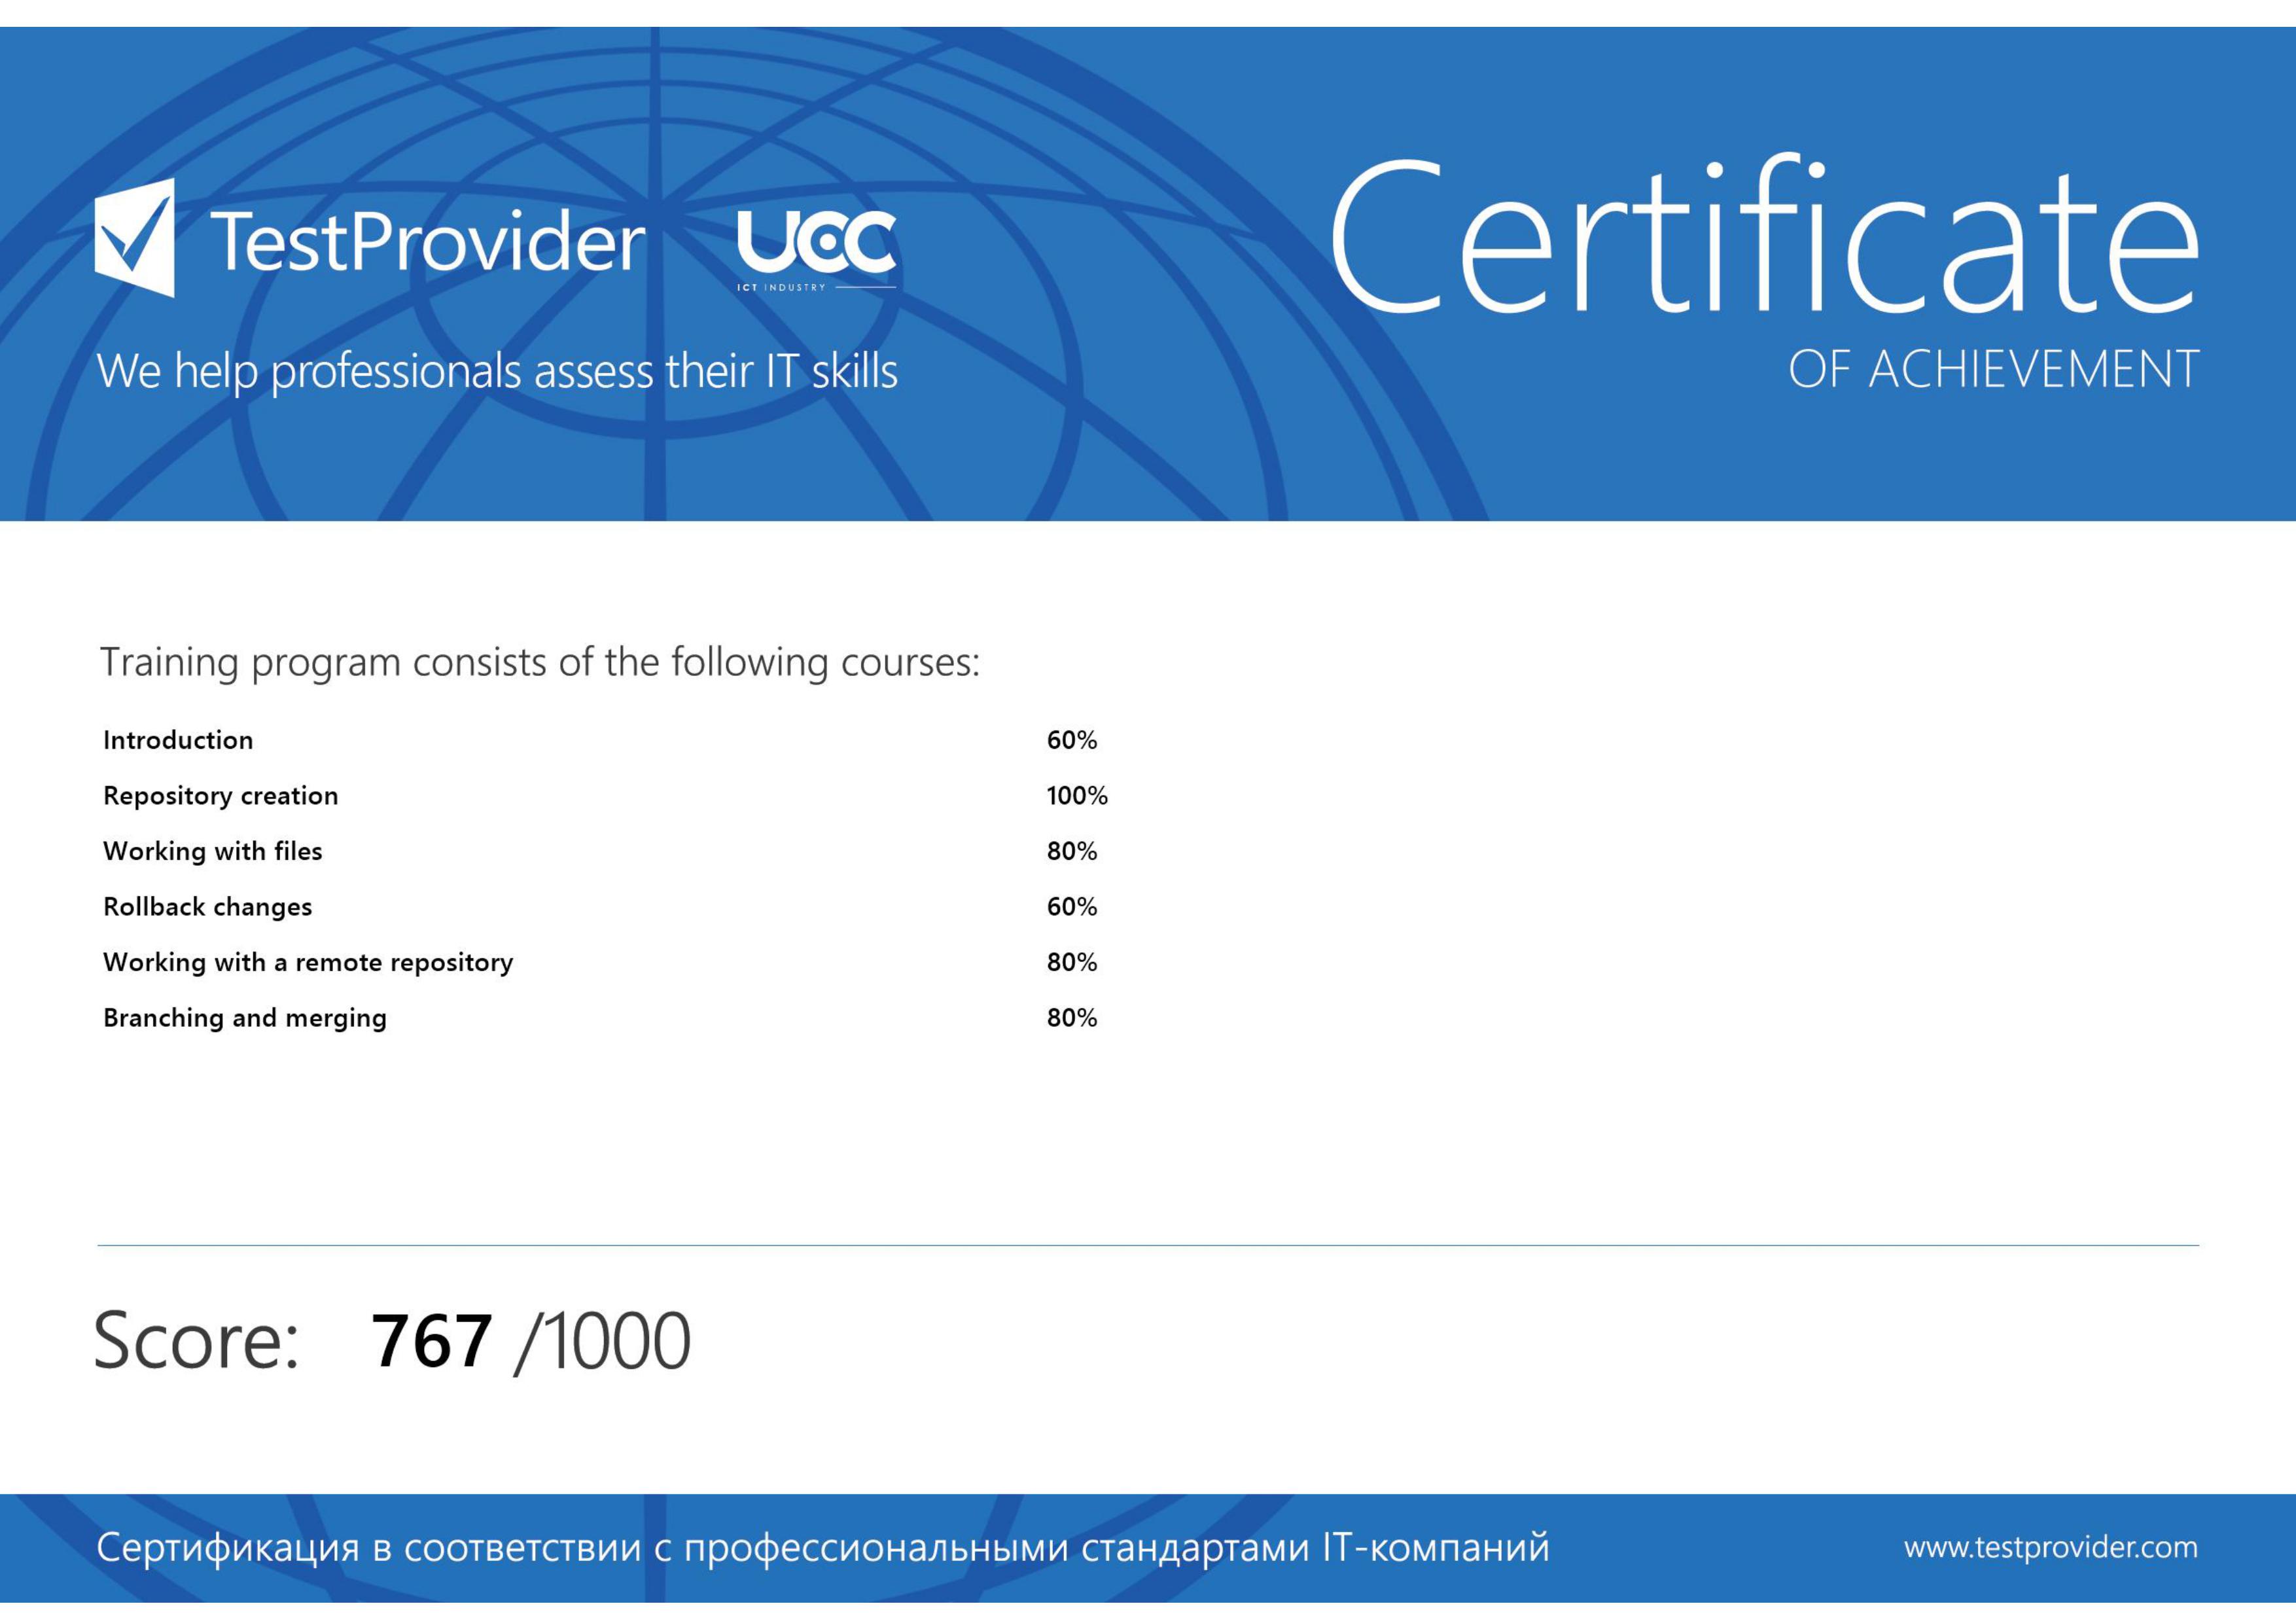 TestProvider
UCC
ICT INDUSTRY
We help professionals assess their IT skills
Certificate
OF ACHIEVEMENT
Training program consists of the following courses:
Introduction 60%
Repository creation 100%
Working with files 80%
Rollback changes 60%
Working with a remote repository 80%
Branching and merging 80%
Score: 767 /1000
Сертификация в соответствии с профессиональными стандартами IT-компаний
www.testprovider.com